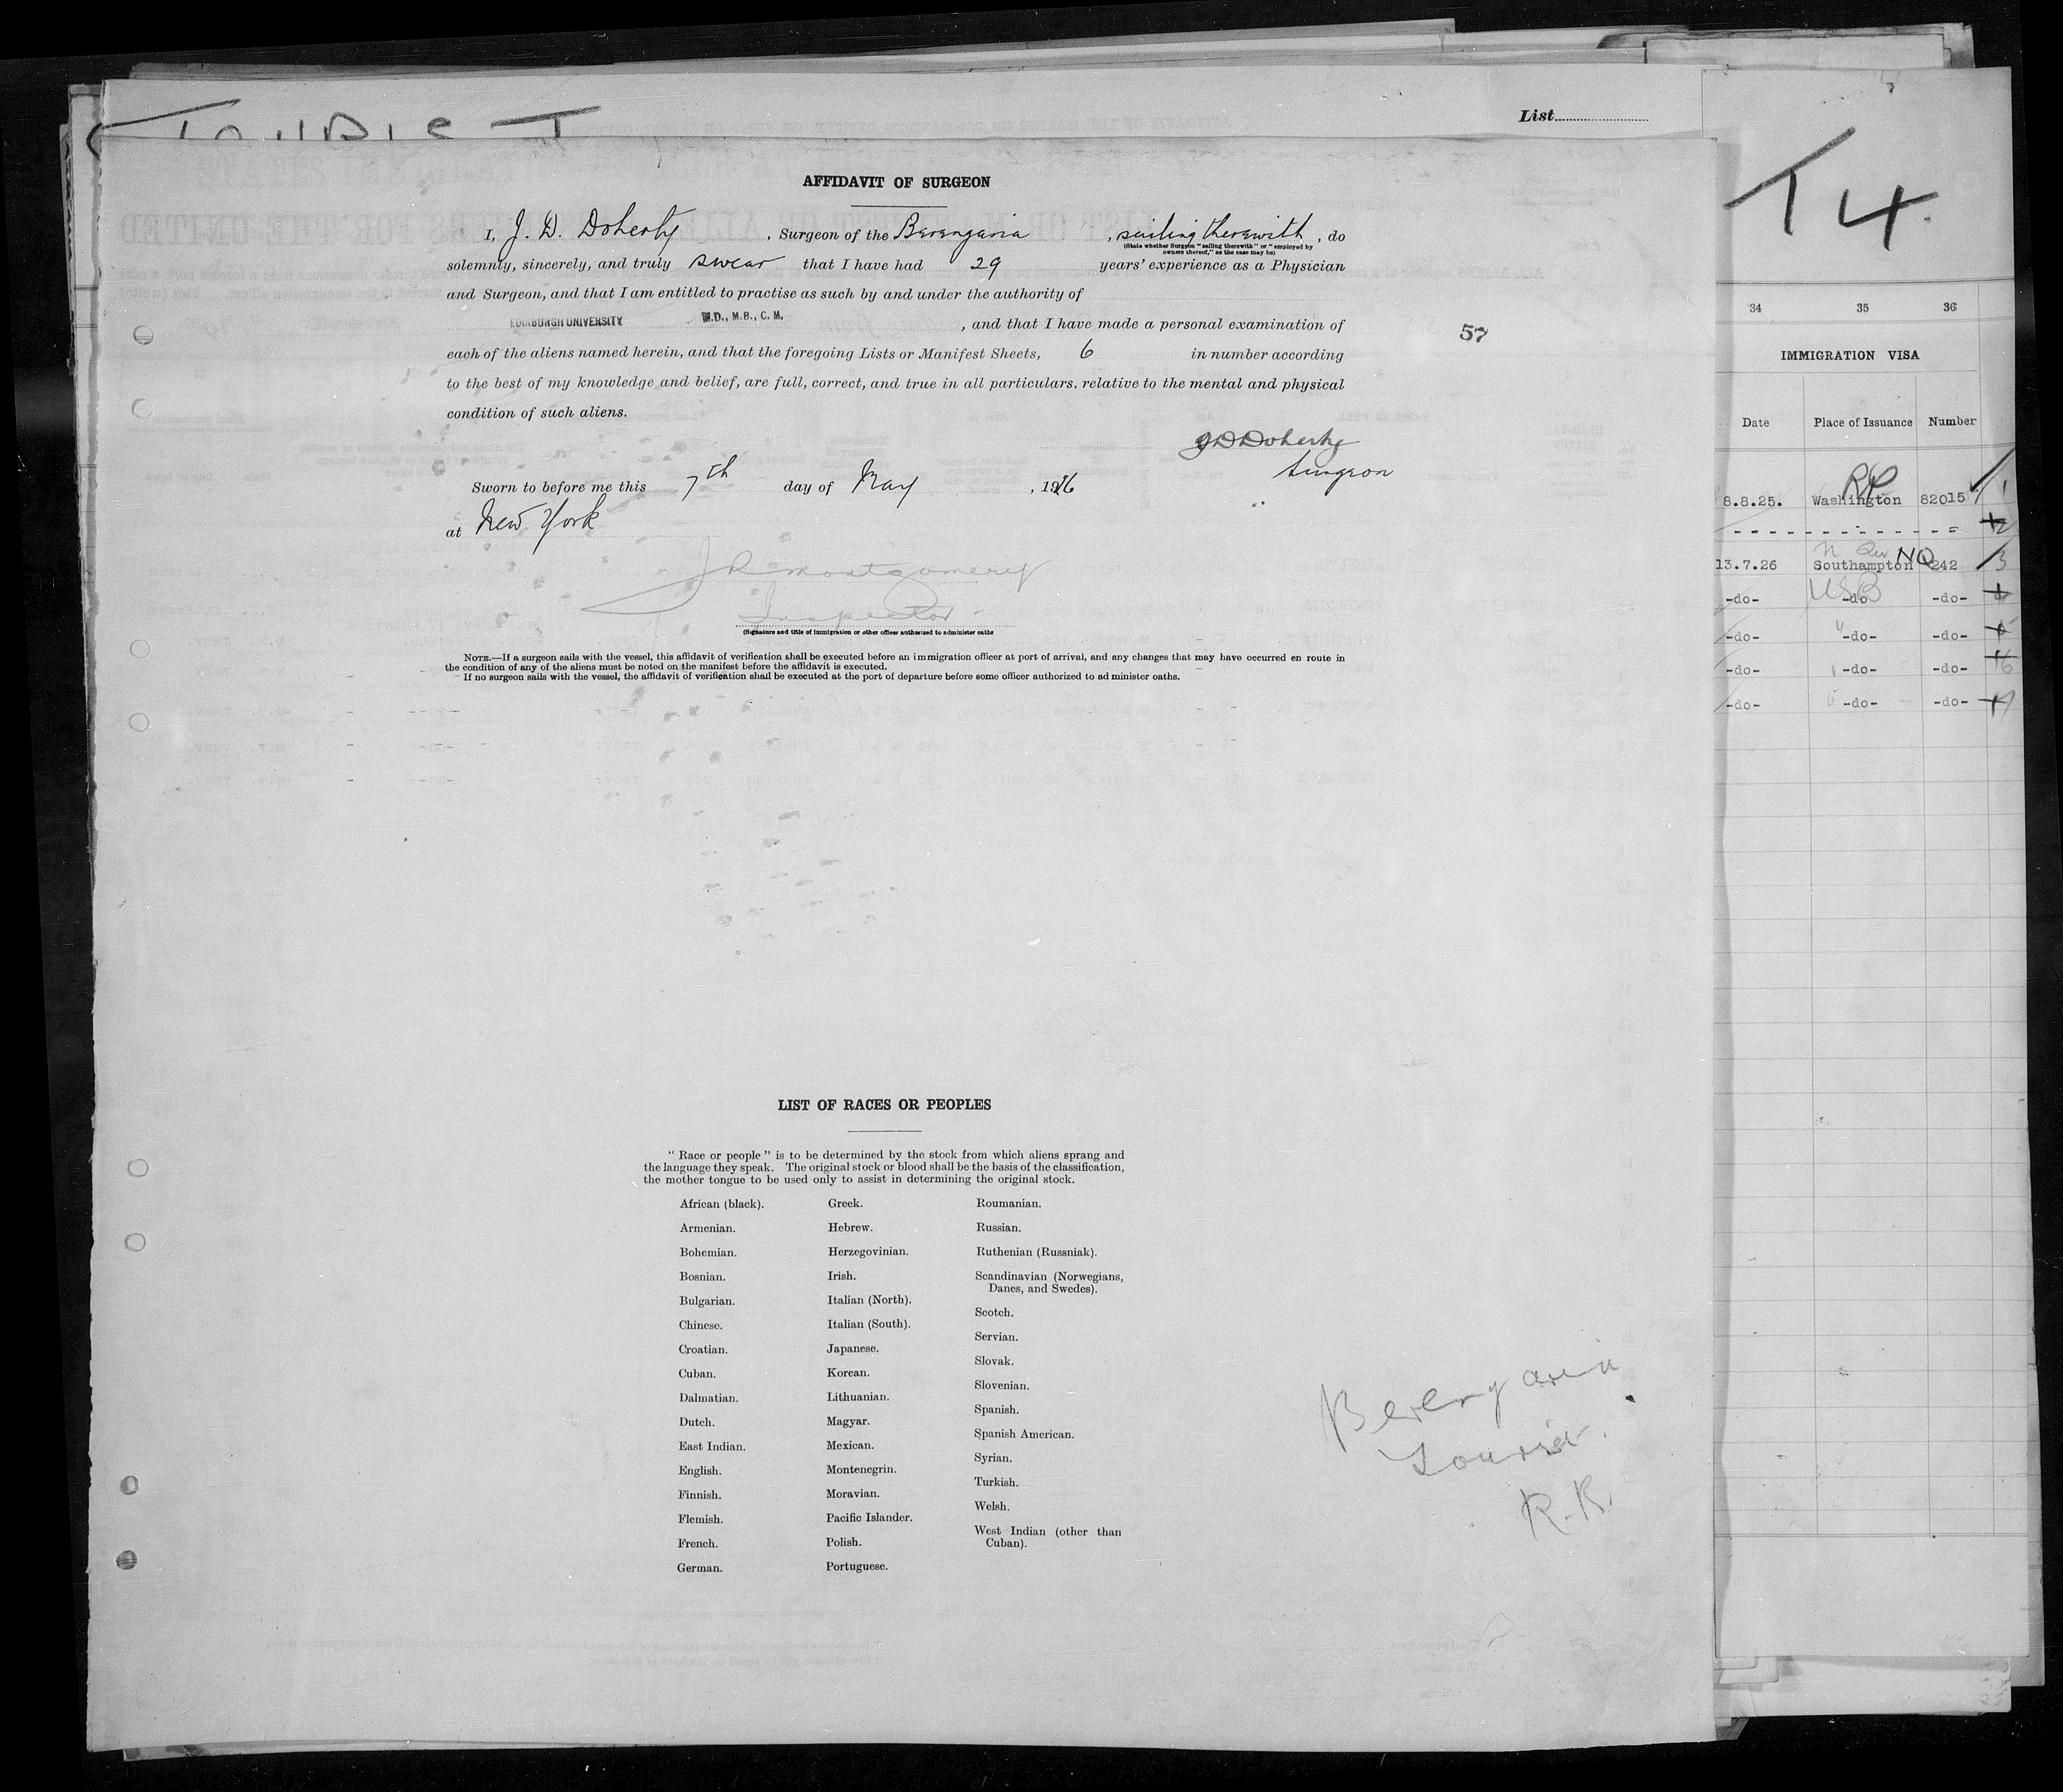 TOURIST
List
T 4.
AFFIDAVIT OF SURGEON
I, J. D. Doherty, Surgeon of the Berengaria, sailing therewith, do
(State whether Surgeon "sailing therewith" or "employed by
owners thereof," as the case may be)
solemnly, sincerely, and truly swear that I have had 29 years' experience as a Physician
and Surgeon, and that I am entitled to practise as such by and under the authority of
EDINBURGH UNIVERSITY M.D., M.B., C.M. , and that I have made a personal examination of
57
each of the aliens named herein, and that the foregoing Lists or Manifest Sheets, 6 in number according
to the best of my knowledge and belief, are full, correct, and true in all particulars. relative to the mental and physical
condition of such aliens.
J D Doherty
Surgeon
Sworn to before me this 7th day of May , 19
at New York
J R Montgomery
Inspector
(Signature and title of immigration or other officer authorized to administer oaths
NOTE.—If a surgeon sails with the vessel, this affidavit of verification shall be executed before an immigration officer at port of arrival, and any changes that may have occurred en route in
the condition of any of the aliens must be noted on the manifest before the affidavit is executed.
If no surgeon sails with the vessel, the affidavit of verification shall be executed at the port of departure before some officer authorized to administer oaths.
LIST OF RACES OR PEOPLES
" Race or people " is to be determined by the stock from which aliens sprang and
the language they speak. The original stock or blood shall be the basis of the classification,
the mother tongue to be used only to assist in determining the original stock.
African (black).
Armenian.
Bohemian.
Bosnian.
Bulgarian.
Chinese.
Croatian.
Cuban.
Dalmatian.
Dutch.
East Indian.
English.
Finnish.
Flemish.
French.
German.
Greek.
Hebrew.
Herzegovinian.
Irish.
Italian (North).
Italian (South).
Japanese.
Korean.
Lithuanian.
Magyar.
Mexican.
Montenegrin.
Moravian.
Pacific Islander.
Polish.
Portuguese.
Roumanian.
Russian.
Ruthenian (Russniak).
Scandinavian (Norwegians,
Danes, and Swedes).
Scotch.
Servian.
Slovak.
Slovenian.
Spanish.
Spanish American.
Syrian.
Turkish.
Welsh.
West Indian (other than
Cuban).
Berengaria
Tourist.
R.R.
34 35 36
IMMIGRATION VISA
Date Place of Issuance Number
8.8.25. Washington 82015 1
2
13.7.26 Southampton NQ 242 3
-do- USB -do- -do-
-do- -do- -do-
-do- -do- -do- 6
-do- -do- -do-